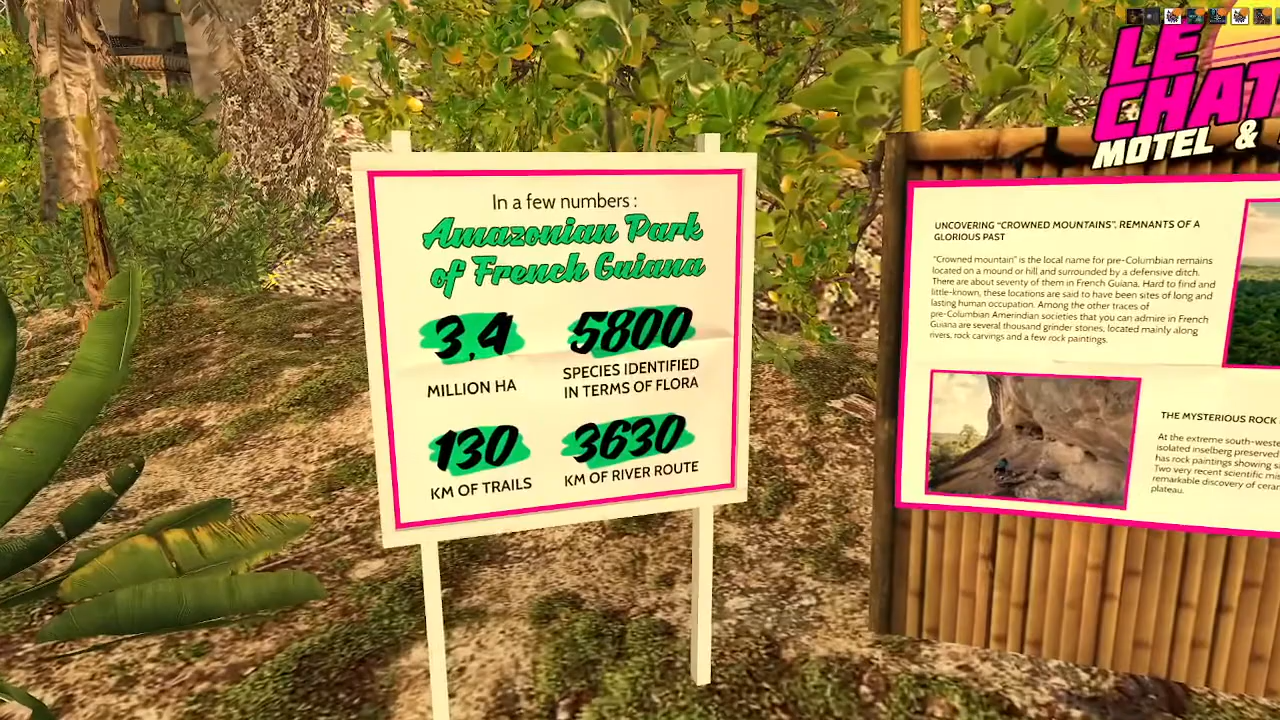 In a few numbers :
Amazonian Park
of French Guiana
3,4
MILLION HA
5800
SPECIES IDENTIFIED
IN TERMS OF FLORA
130
KM OF TRAILS
3630
KM OF RIVER ROUTE
LE
CHAT
MOTEL &
UNCOVERING "CROWNED MOUNTAINS", REMNANTS OF A
GLORIOUS PAST
"Crowned mountain" is the local name for pre-Columbian remains
located on a mound or hill and surrounded by a defensive ditch.
There are about seventy of them in French Guiana. Hard to find and
little-known, these locations are said to have been sites of long and
lasting human occupation. Among the other traces of
pre-Columbian Amerindian societies that you can admire in French
Guiana are several thousand grinder stones, located mainly along
rivers, rock carvings and a few rock paintings.
THE MYSTERIOUS ROCK
At the extreme south-weste
isolated inselberg preserved
has rock paintings showing s
Two very recent scientific mis
remarkable discovery of ceran
plateau.